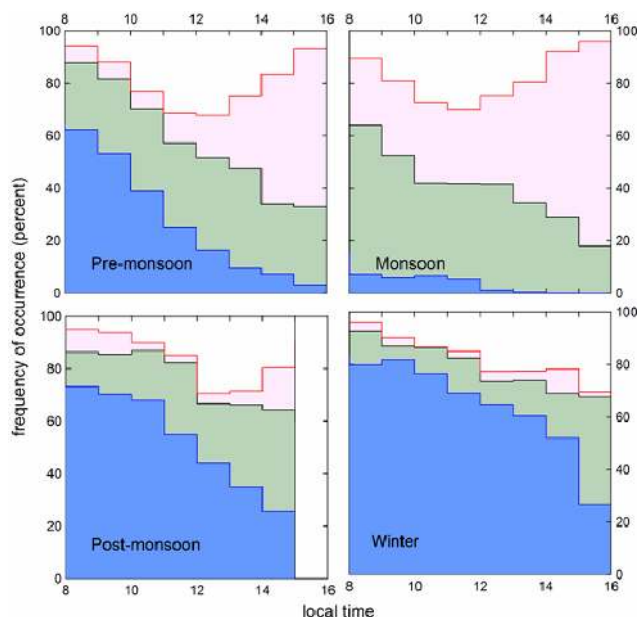 8 10 12 14 16 8 10 12 14 16
100 100
80 80
60 60
40 40
20 20
0 0
Pre-monsoon Monsoon
frequency of occurrence (percent)
100 100
80 80
60 60
40 40
20 20
0 0
Post-monsoon Winter
8 10 12 14 16 8 10 12 14 16
local time